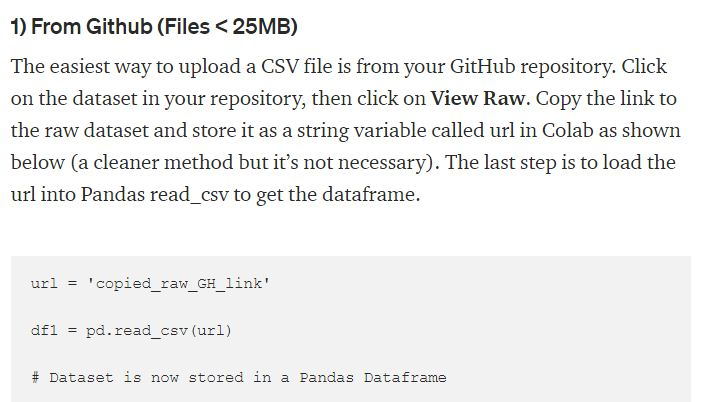 1) From Github (Files < 25MB)
The easiest way to upload a CSV file is from your GitHub repository. Click
on the dataset in your repository, then click on View Raw. Copy the link to
the raw dataset and store it as a string variable called url in Colab as shown
below (a cleaner method but it’s not necessary). The last step is to load the
url into Pandas read_csv to get the dataframe.
url = 'copied_raw_GH_link'
df1 = pd.read_csv(url)
# Dataset is now stored in a Pandas Dataframe